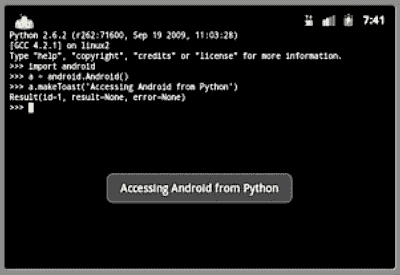 7:41
Python 2.6.2 (r262:71600, Sep 19 2009, 11:03:28)
[GCC 4.2.1] on linux2
Type "help", "copyright", "credits" or "license" for more information.
>>> import android
>>> a = android.Android()
>>> a.makeToast('Accessing Android from Python')
Result(id=1, result=None, error=None)
>>>
Accessing Android from Python